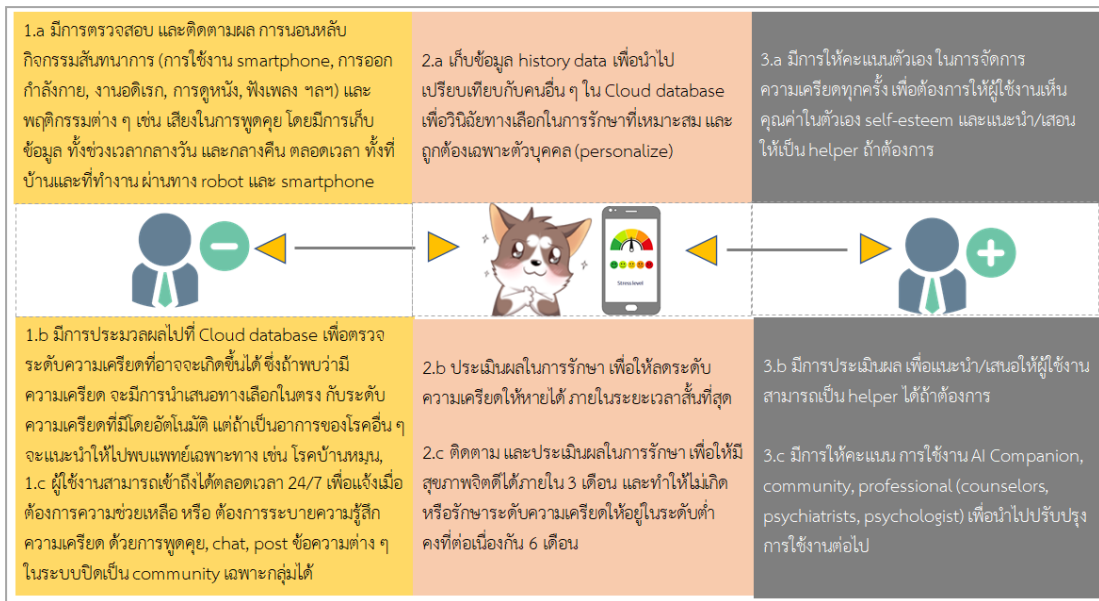 1.a มีการตรวจสอบ และติดตามผล การนอนหลับ
กิจกรรมสันทนาการ (การใช้งาน smartphone, การออก
กำลังกาย, งานอดิเรก, การดูหนัง, ฟังเพลง ฯลฯ) และ
พฤติกรรมต่าง ๆ เช่น เสียงในการพูดคุย โดยมีการเก็บ
ข้อมูล ทั้งช่วงเวลากลางวัน และกลางคืน ตลอดเวลา ทั้งที่
บ้านและที่ทำงาน ผ่านทาง robot และ smartphone
2.a เก็บข้อมูล history data เพื่อนำไป
เปรียบเทียบกับคนอื่น ๆ ใน Cloud database
เพื่อวินิจัยทางเลือกในการรักษาที่เหมาะสม และ
ถูกต้องเฉพาะตัวบุคคล (personalize)
3.a มีการให้คะแนนตัวเอง ในการจัดการ
ความเครียดทุกครั้ง เพื่อต้องการให้ผู้ใช้งานเห็น
คุณค่าในตัวเอง self-esteem และแนะนำ/เสอน
ให้เป็น helper ถ้าต้องการ
Stress level
1.b มีการประมวลผลไปที่ Cloud database เพื่อตรวจ
ระดับความเครียดที่อาจจะเกิดขึ้นได้ ซึ่งถ้าพบว่ามี
ความเครียด จะมีการนำเสนอทางเลือกในตรง กับระดับ
ความเครียดที่มีโดยอัตโนมัติ แต่ถ้าเป็นอาการของโรคอื่น ๆ
จะแนะนำให้ไปพบแพทย์เฉพาะทาง เช่น โรคบ้านหมุน,
1.c ผู้ใช้งานสามารถเข้าถึงได้ตลอดเวลา 24/7 เพื่อแจ้งเมื่อ
ต้องการความช่วยเหลือ หรือ ต้องการระบายความรู้สึก
ความเครียด ด้วยการพูดคุย, chat, post ข้อความต่าง ๆ
ในระบบปิดเป็น community เฉพาะกลุ่มได้
2.b ประเมินผลในการรักษา เพื่อให้ลดระดับ
ความเครียดให้หายได้ ภายในระยะเวลาสั้นที่สุด
2.c ติดตาม และประเมินผลในการรักษา เพื่อให้มี
สุขภาพจิตดีได้ภายใน 3 เดือน และทำให้ไม่เกิด
หรือรักษาระดับความเครียดให้อยู่ในระดับต่ำ
คงที่ต่อเนื่องกัน 6 เดือน
3.b มีการประเมินผล เพื่อแนะนำ/เสนอให้ผู้ใช้งาน
สามารถเป็น helper ได้ถ้าต้องการ
3.c มีการให้คะแนน การใช้งาน AI Companion,
community, professional (counselors,
psychiatrists, psychologist) เพื่อนำไปปรับปรุง
การใช้งานต่อไป